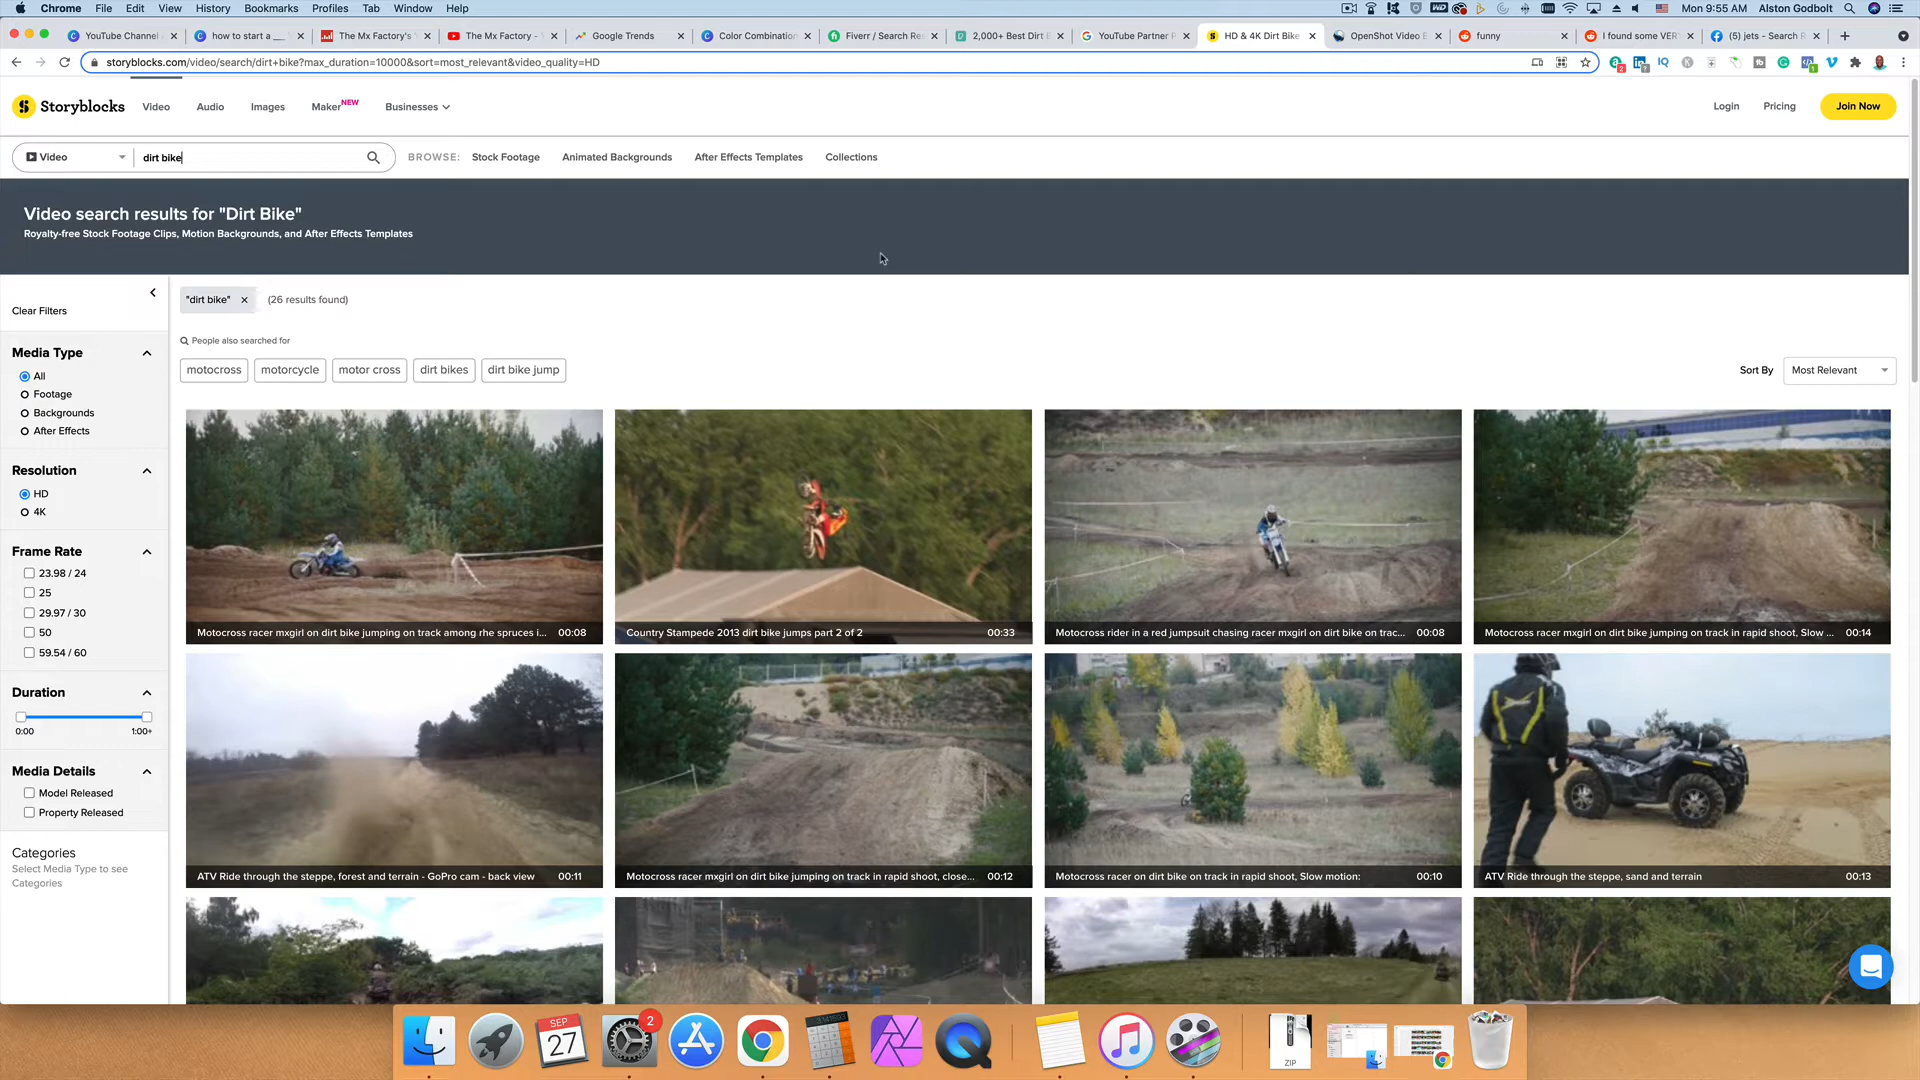 Chrome File Edit View History Bookmarks Profiles Tab Window Help Mon 9:55 AM Alston Godbolt
YouTube Channel how to start a ___ The Mx Factory's The Mx Factory - Google Trends Color Combination Fiverr / Search Res 2,000+ Best Dirt YouTube Partner P HD & 4K Dirt Bike OpenShot Video E funny I found some VER (5) jets - Search R
storyblocks.com/video/search/dirt+bike?max_duration=10000&sort=most_relevant&video_quality=HD
Storyblocks Video Audio Images Maker NEW Businesses Login Pricing Join Now
Video dirt bike BROWSE: Stock Footage Animated Backgrounds After Effects Templates Collections
Video search results for "Dirt Bike"
Royalty-free Stock Footage Clips, Motion Backgrounds, and After Effects Templates
Clear Filters
"dirt bike" (26 results found)
People also searched for
motocross motorcycle motor cross dirt bikes dirt bike jump
Sort By Most Relevant
Media Type
All
Footage
Backgrounds
After Effects
Resolution
HD
4K
Frame Rate
23.98 / 24
25
29.97 / 30
50
59.54 / 60
Duration
0:00 1:00+
Media Details
Model Released
Property Released
Categories
Select Media Type to see
Categories
Motocross racer mxgirl on dirt bike jumping on track among rhe spruces i... 00:08
Country Stampede 2013 dirt bike jumps part 2 of 2 00:33
Motocross rider in a red jumpsuit chasing racer mxgirl on dirt bike on trac... 00:08
Motocross racer mxgirl on dirt bike jumping on track in rapid shoot, Slow ... 00:14
ATV Ride through the steppe, forest and terrain - GoPro cam - back view 00:11
Motocross racer mxgirl on dirt bike jumping on track in rapid shoot, close... 00:12
Motocross racer on dirt bike on track in rapid shoot, Slow motion: 00:10
ATV Ride through the steppe, sand and terrain 00:13
SEP
27
2
ZIP